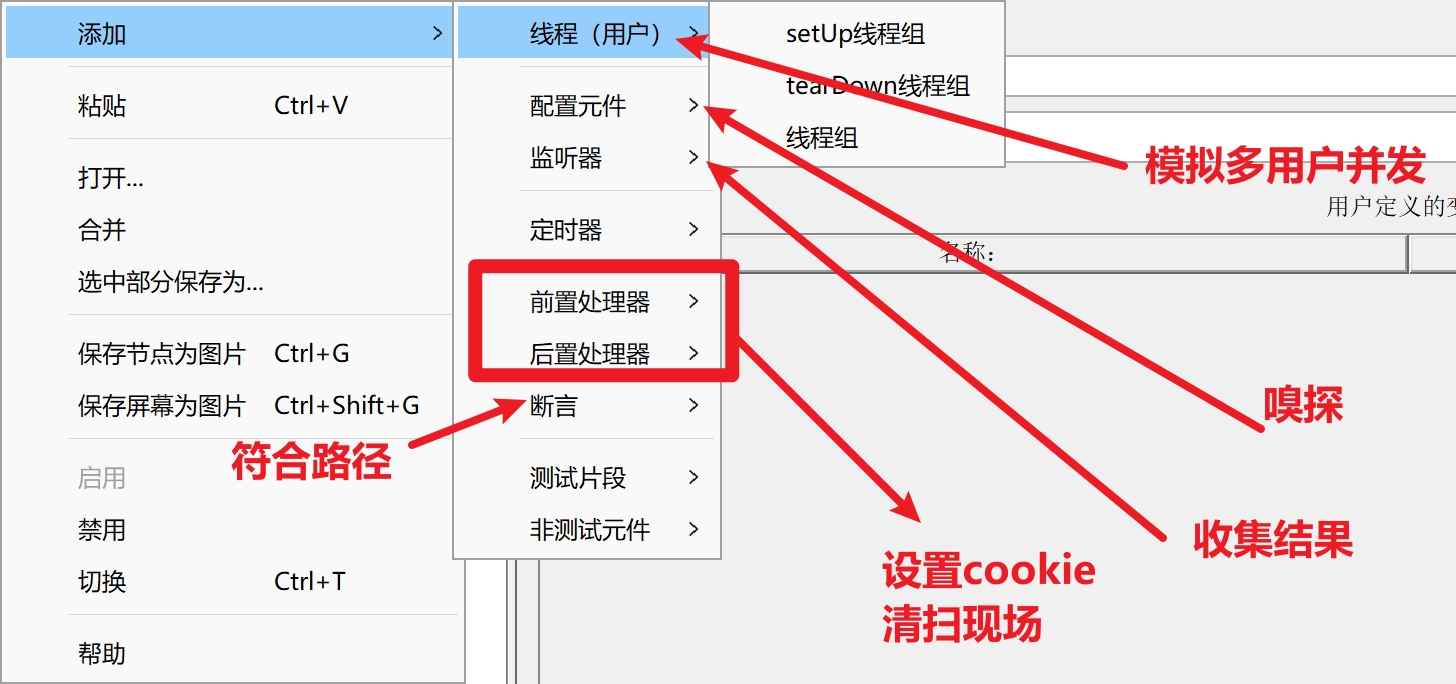 添加
粘贴 Ctrl+V
打开...
合并
选中部分保存为...
保存节点为图片 Ctrl+G
保存屏幕为图片 Ctrl+Shift+G
启用
禁用
切换 Ctrl+T
帮助
线程（用户）
配置元件
监听器
定时器
前置处理器
后置处理器
断言
测试片段
非测试元件
setUp线程组
tearDown线程组
线程组
模拟多用户并发
用户定义的
名称:
嗅探
收集结果
符合路径
设置cookie
清扫现场